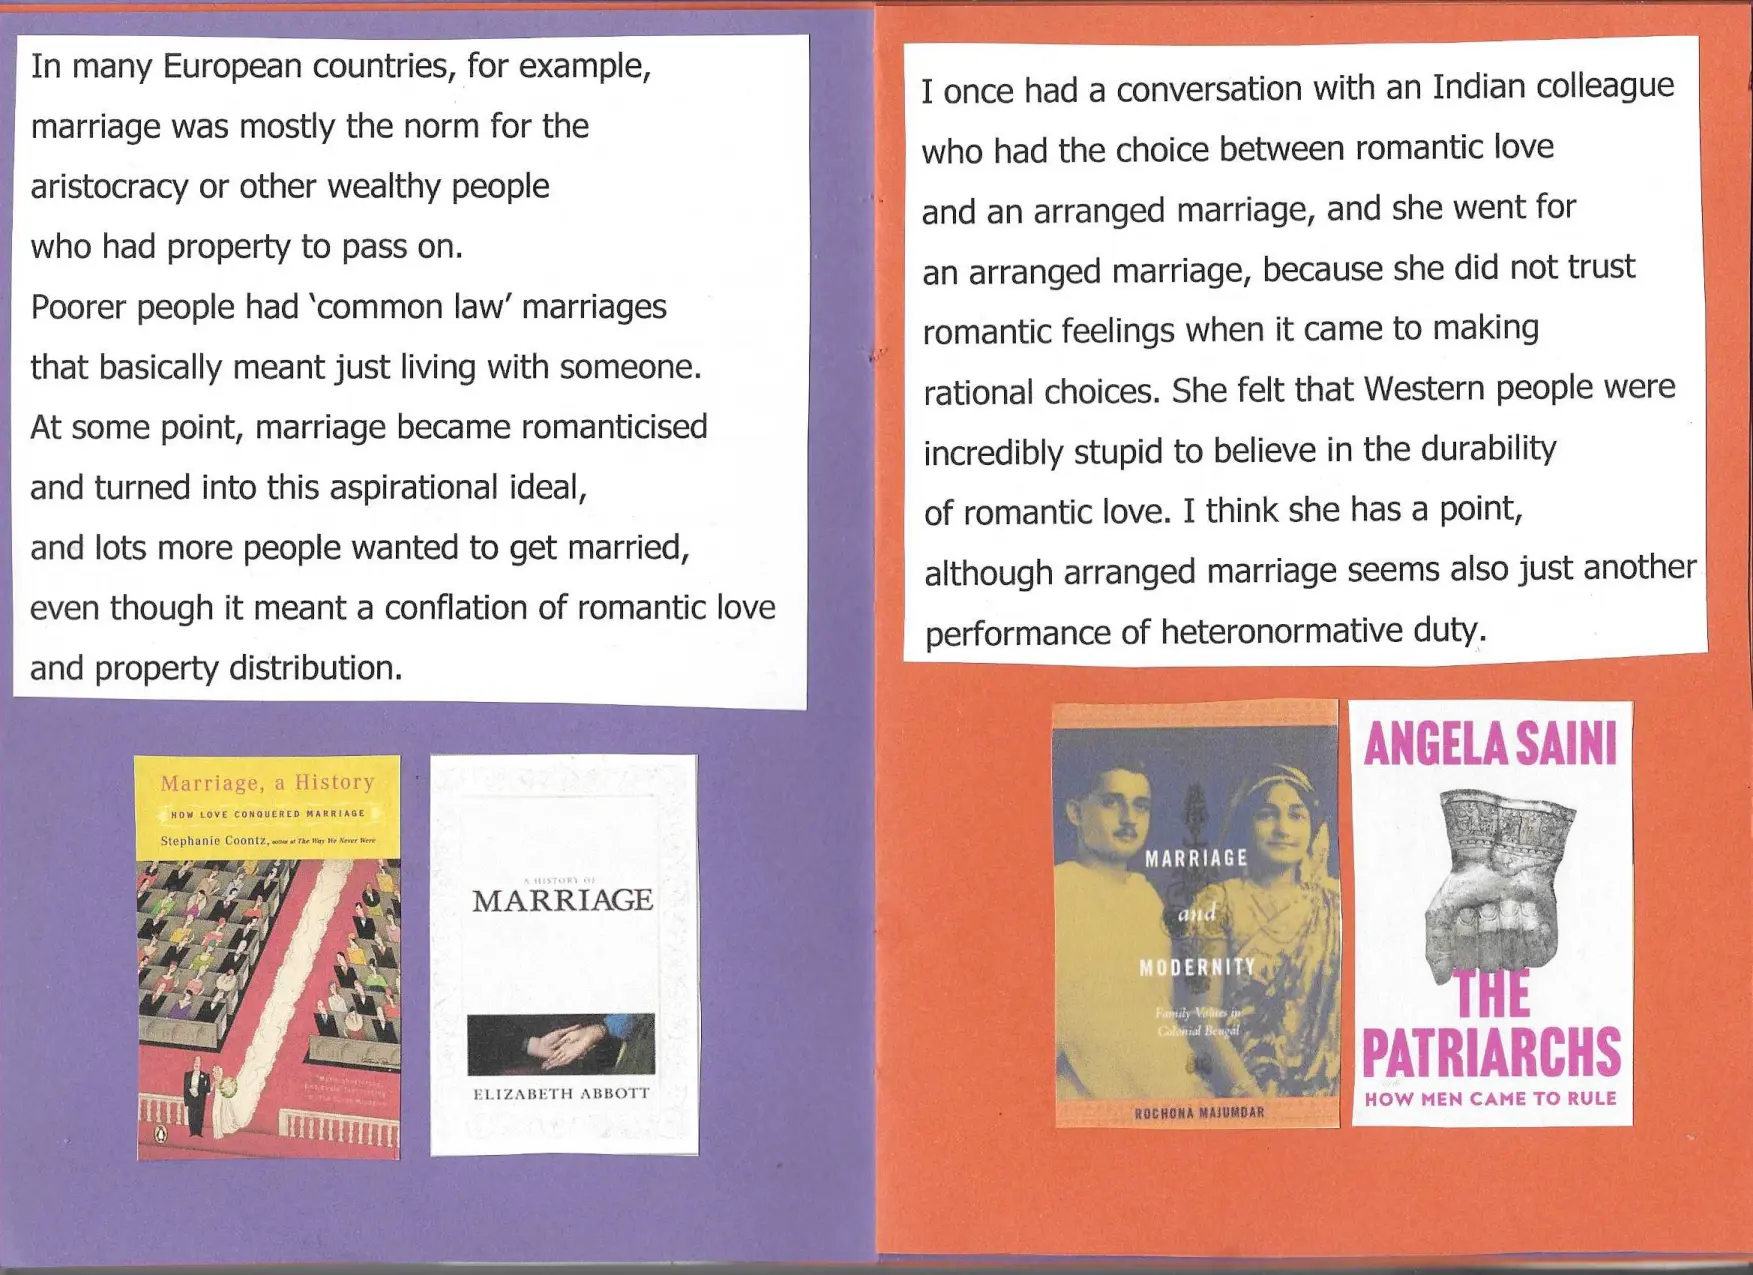 In many European countries, for example,
marriage was mostly the norm for the
aristocracy or other wealthy people
who had property to pass on.
Poorer people had ‘common law’ marriages
that basically meant just living with someone.
At some point, marriage became romanticised
and turned into this aspirational ideal,
and lots more people wanted to get married,
even though it meant a conflation of romantic love
and property distribution.
Marriage, a History
HOW LOVE CONQUERED MARRIAGE
Stephanie Coontz, author of The Way We Never Were
A HISTORY OF
MARRIAGE
ELIZABETH ABBOTT
I once had a conversation with an Indian colleague
who had the choice between romantic love
and an arranged marriage, and she went for
an arranged marriage, because she did not trust
romantic feelings when it came to making
rational choices. She felt that Western people were
incredibly stupid to believe in the durability
of romantic love. I think she has a point,
although arranged marriage seems also just another
performance of heteronormative duty.
MARRIAGE
and
MODERNITY
Family Values in
Colonial Bengal
ROCHONA MAJUMDAR
ANGELA SAINI
THE
PATRIARCHS
HOW MEN CAME TO RULE